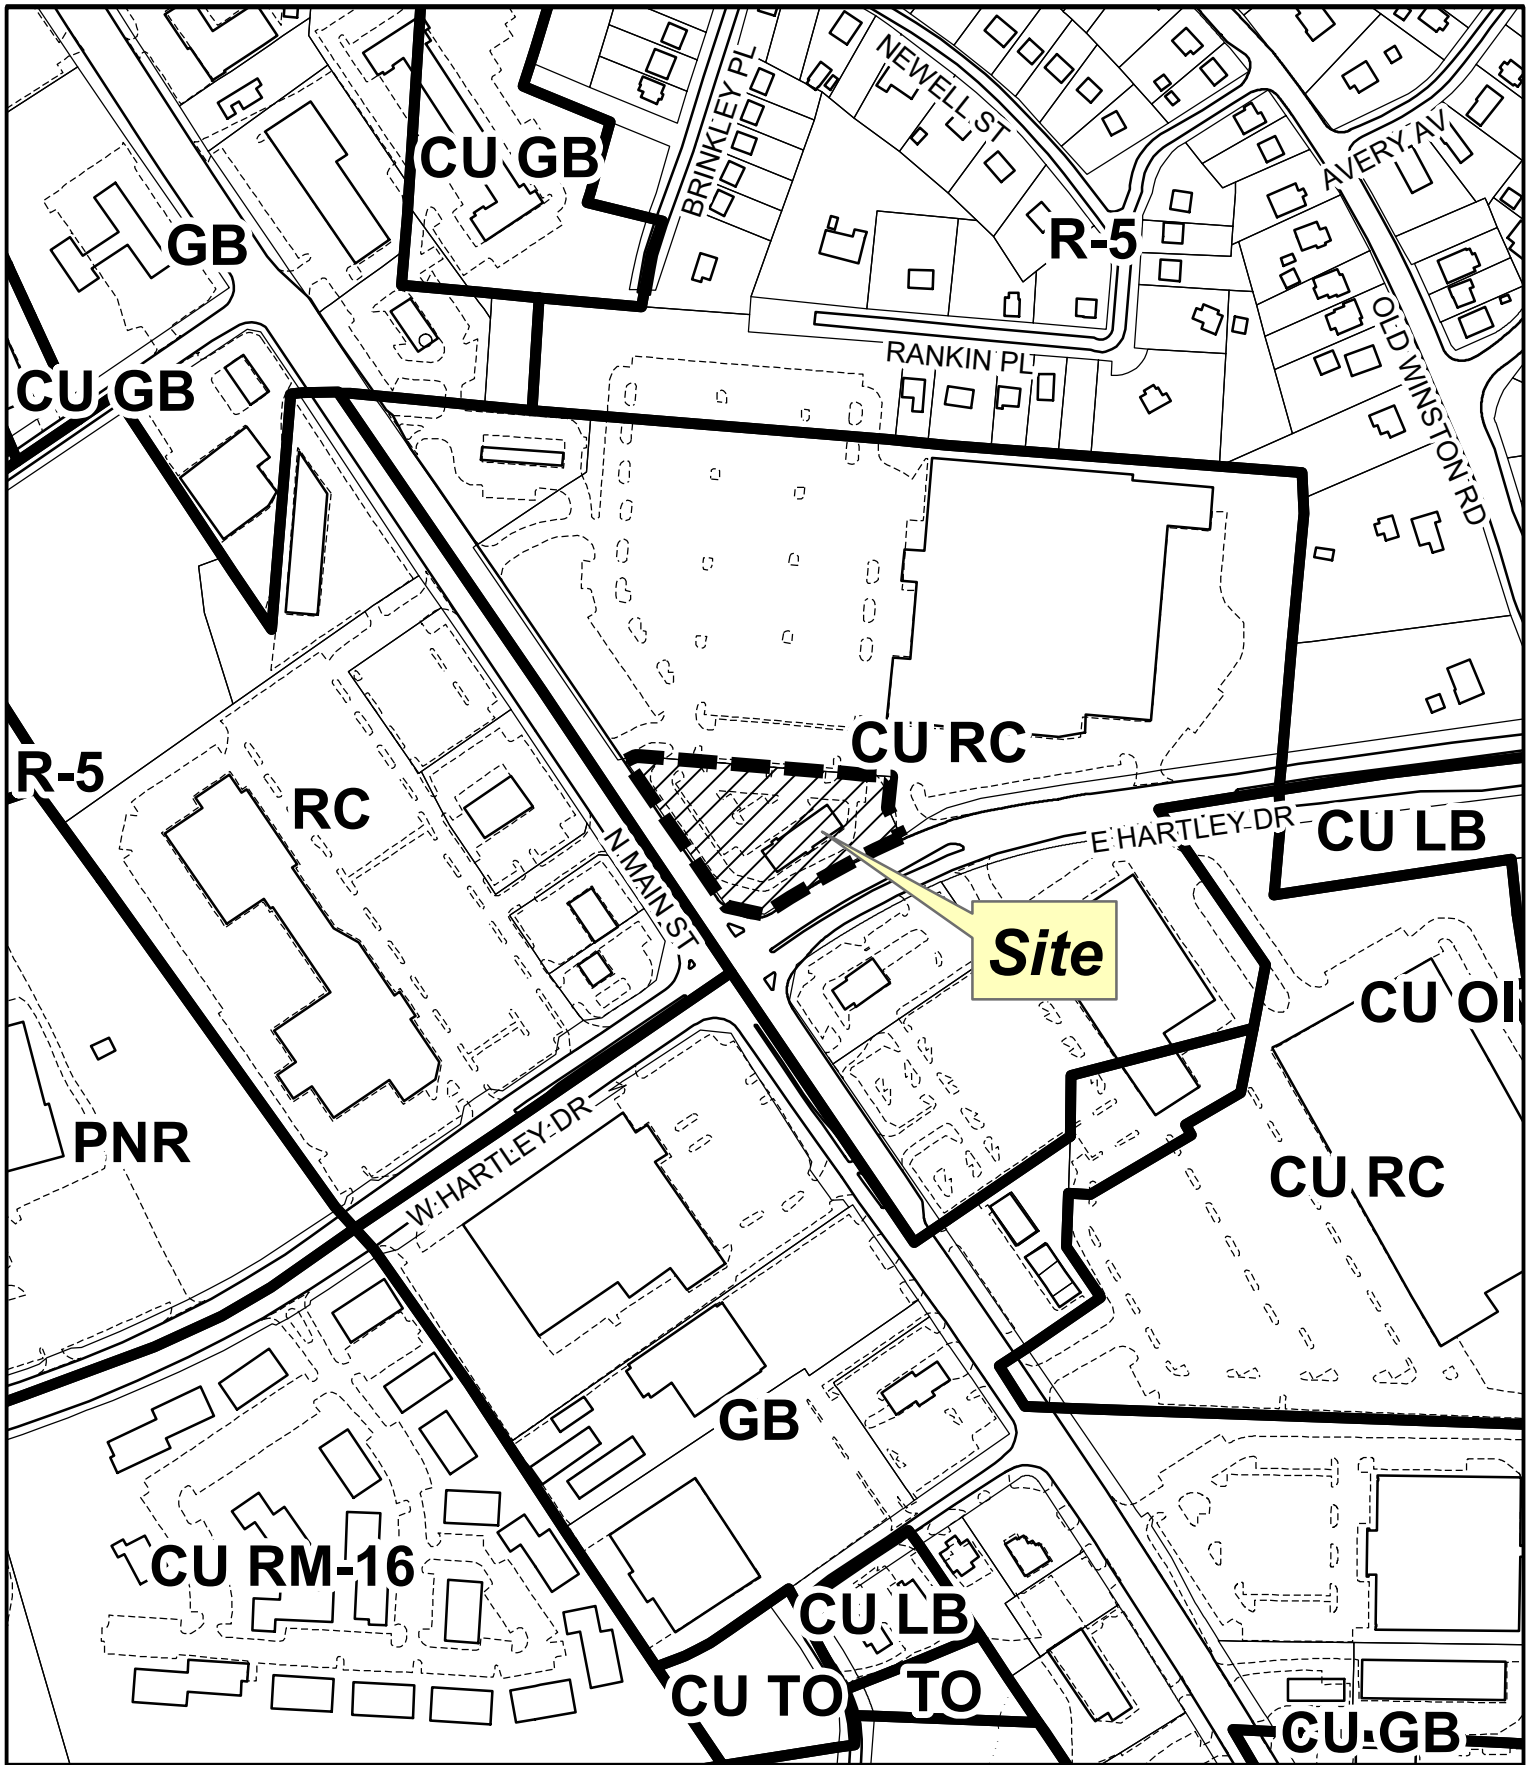 NEWELL ST
BRINKLEY PL
CU GB
AVERY AV
GB
R-5
RANKIN PL
CU GB
OLD WINSTON RD
CU RC
R-5
RC
E HARTLEY DR
CU LB
N MAIN ST
Site
CU OI
PNR
W HARTLEY DR
CU RC
GB
CU RM-16
CU LB
CU TO
TO
CU GB